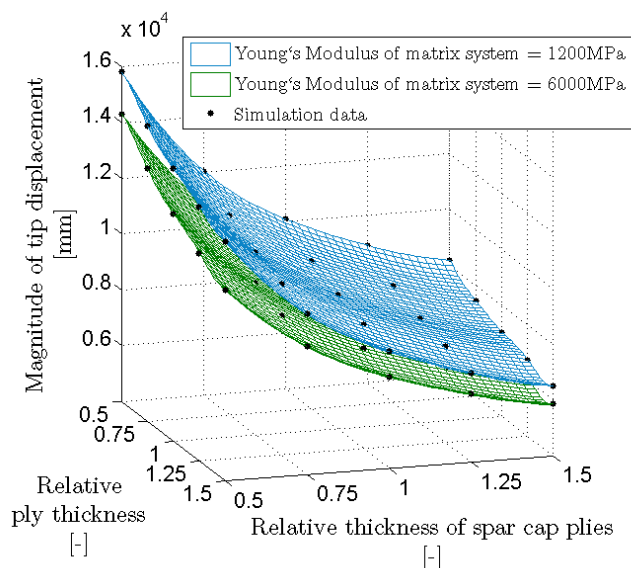 x 10⁴
Young‘s Modulus of matrix system = 1200MPa
Young‘s Modulus of matrix system = 6000MPa
Simulation data
1.6
1.4
1.2
1
0.8
0.6
Magnitude of tip displacement
[mm]
0.5
0.75
1
1.25
1.5
Relative
ply thickness
[-]
0.5
0.75
1
1.25
1.5
Relative thickness of spar cap plies
[-]